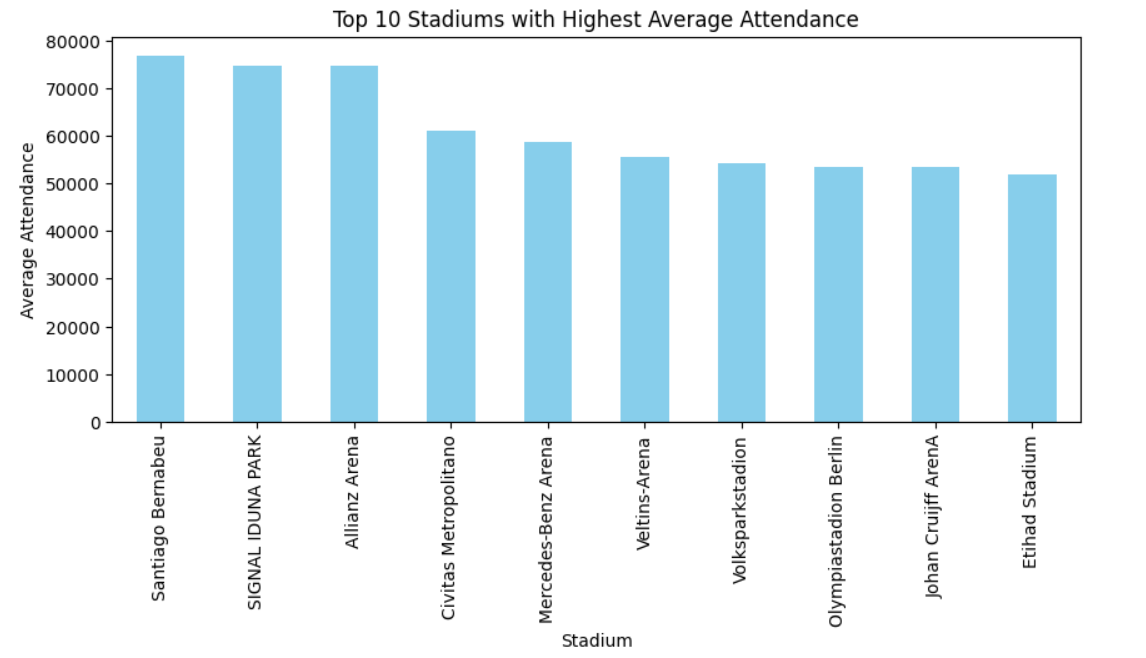 Top 10 Stadiums with Highest Average Attendance
80000
70000
60000
50000
40000
30000
20000
10000
0
Average Attendance
Santiago Bernabeu
SIGNAL IDUNA PARK
Allianz Arena
Civitas Metropolitano
Mercedes-Benz Arena
Veltins-Arena
Volksparkstadion
Olympiastadion Berlin
Johan Cruijff ArenA
Etihad Stadium
Stadium